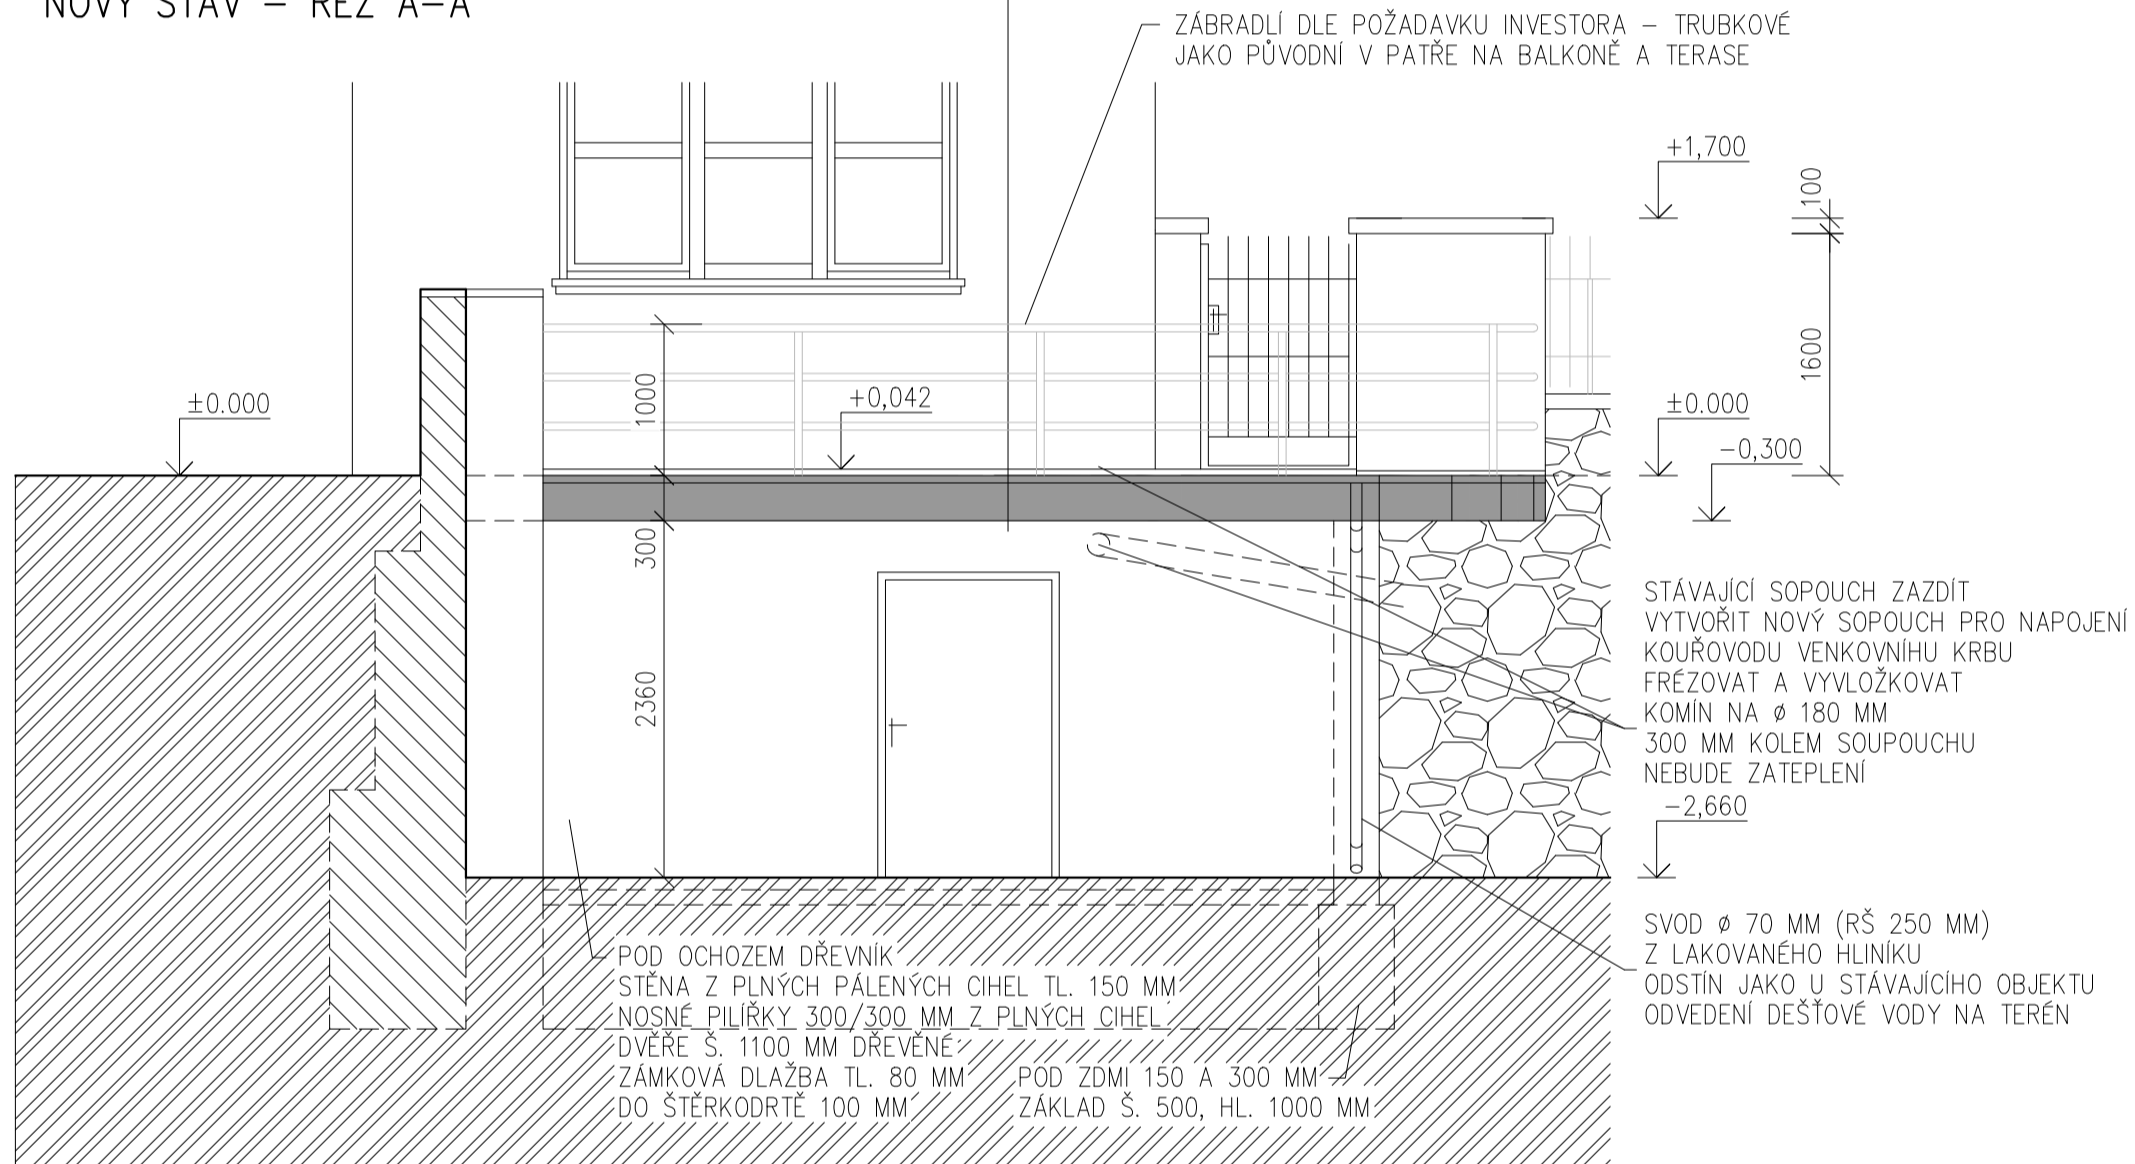 NOVÝ STAV – ŘEZ A–A
ZÁBRADLÍ DLE POŽADAVKU INVESTORA – TRUBKOVÉ
JAKO PŮVODNÍ V PATŘE NA BALKONĚ A TERASE
+1,700
100
1600
±0.000
1000
+0,042
±0.000
-0,300
300
2360
STÁVAJÍCÍ SOPOUCH ZAZDÍT
VYTVOŘIT NOVÝ SOPOUCH PRO NAPOJENÍ
KOUŘOVODU VENKOVNÍHU KRBU
FRÉZOVAT A VYVLOŽKOVAT
KOMÍN NA ø 180 MM
300 MM KOLEM SOUPOUCHU
NEBUDE ZATEPLENÍ
-2,660
SVOD ø 70 MM (RŠ 250 MM)
Z LAKOVANÉHO HLINÍKU
ODSTÍN JAKO U STÁVAJÍCÍHO OBJEKTU
ODVEDENÍ DEŠŤOVÉ VODY NA TERÉN
POD OCHOZEM DŘEVNÍK
STĚNA Z PLNÝCH PÁLENÝCH CIHEL TL. 150 MM
NOSNÉ PILÍŘKY 300/300 MM Z PLNÝCH CIHEL
DVĚŘE Š. 1100 MM DŘEVĚNÉ
ZÁMKOVÁ DLAŽBA TL. 80 MM
DO ŠTĚRKODRTĚ 100 MM
POD ZDMI 150 A 300 MM
ZÁKLAD Š. 500, HL. 1000 MM